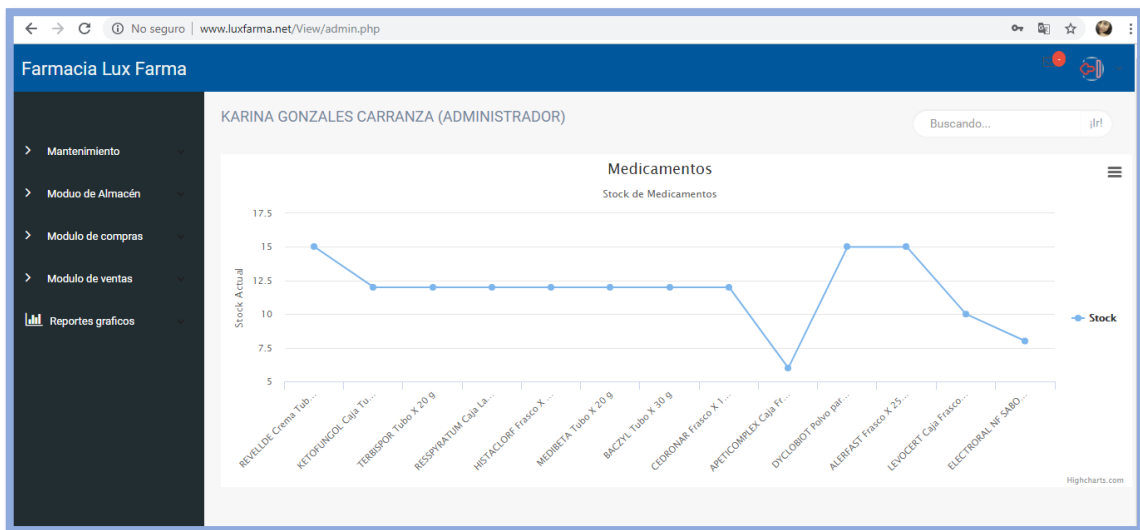 No seguro | www.luxfarma.net/View/admin.php
Farmacia Lux Farma
KARINA GONZALES CARRANZA (ADMINISTRADOR)
Buscando...
¡Ir!
Mantenimiento
Moduo de Almacén
Modulo de compras
Modulo de ventas
Reportes graficos
Medicamentos
Stock de Medicamentos
Stock Actual
17.5
15
12.5
10
7.5
5
Stock
REVELLDE Crema Tub...
KETOFUNGOL Caja Tu...
TERBISPOR Tubo X 20 g
RESSPYRATUM Caja La...
HISTACLORF Frasco X ...
MEDIBETA Tubo X 20 g
BACZYL Tubo X 30 g
CEDRONAR Frasco X 1...
APETICOMPLEX Caja Fr...
DYCLOBIOT Polvo par...
ALERFAST Frasco X 25...
LEVOCERT Caja Frasco...
ELECTRORAL NF SABO...
Highcharts.com